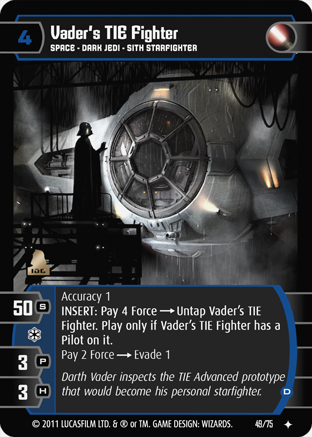 4
Vader's TIE Fighter
SPACE - DARK JEDI - SITH STARFIGHTER
50 S
3 P
3 H
Accuracy 1
INSERT: Pay 4 Force → Untap Vader's TIE
Fighter. Play only if Vader's TIE Fighter has a
Pilot on it.
Pay 2 Force → Evade 1
Darth Vader inspects the TIE Advanced prototype
that would become his personal starfighter.
D
© 2011 LUCASFILM LTD. & ® OR TM. GAME DESIGN: WIZARDS. 48/75